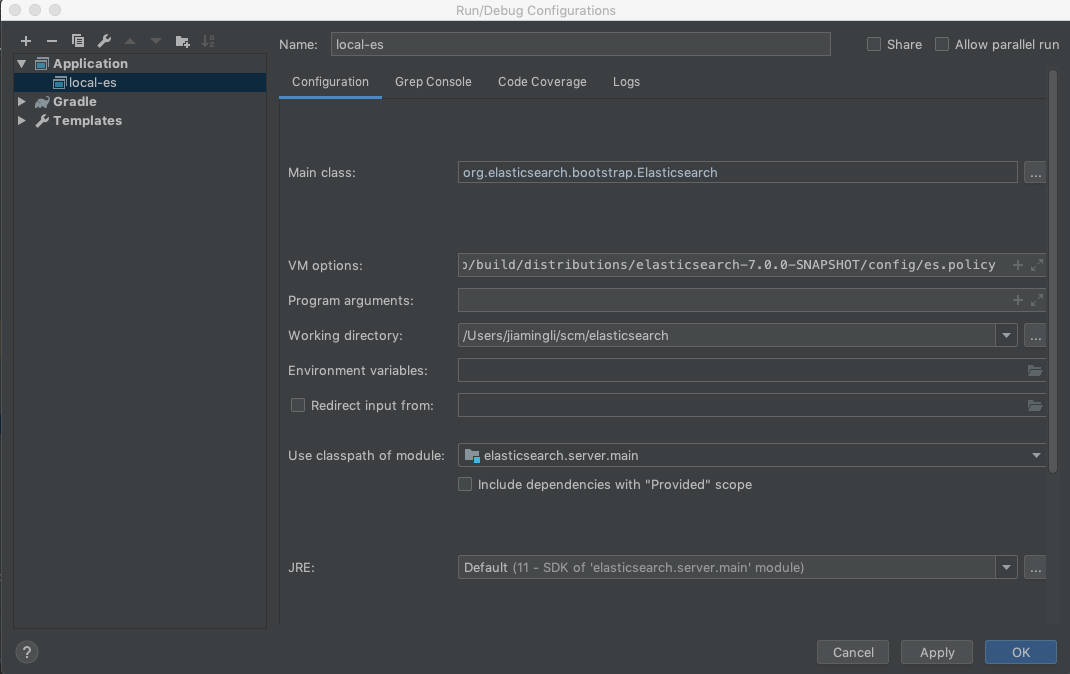 Run/Debug Configurations
Name: local-es Share Allow parallel run
Application
local-es
Gradle
Templates
Configuration Grep Console Code Coverage Logs
Main class: org.elasticsearch.bootstrap.Elasticsearch ...
VM options: /build/distributions/elasticsearch-7.0.0-SNAPSHOT/config/es.policy
Program arguments:
Working directory: /Users/jiamingli/scm/elasticsearch ...
Environment variables:
Redirect input from:
Use classpath of module: elasticsearch.server.main
Include dependencies with "Provided" scope
JRE: Default (11 - SDK of 'elasticsearch.server.main' module) ...
? Cancel Apply OK